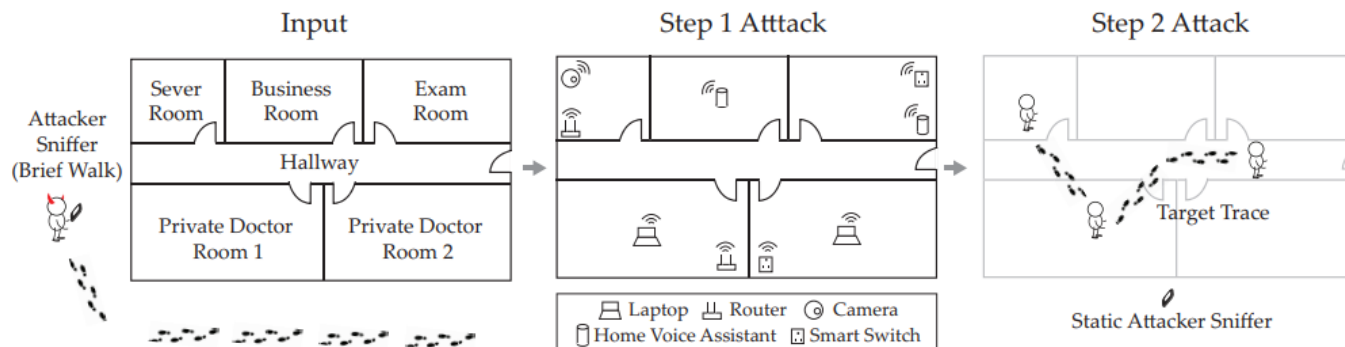 Input
Step 1 Atttack
Step 2 Attack
Attacker
Sniffer
(Brief Walk)
Sever
Room
Business
Room
Exam
Room
Hallway
Private Doctor
Room 1
Private Doctor
Room 2
Laptop
Router
Camera
Home Voice Assistant
Smart Switch
Target Trace
Static Attacker Sniffer